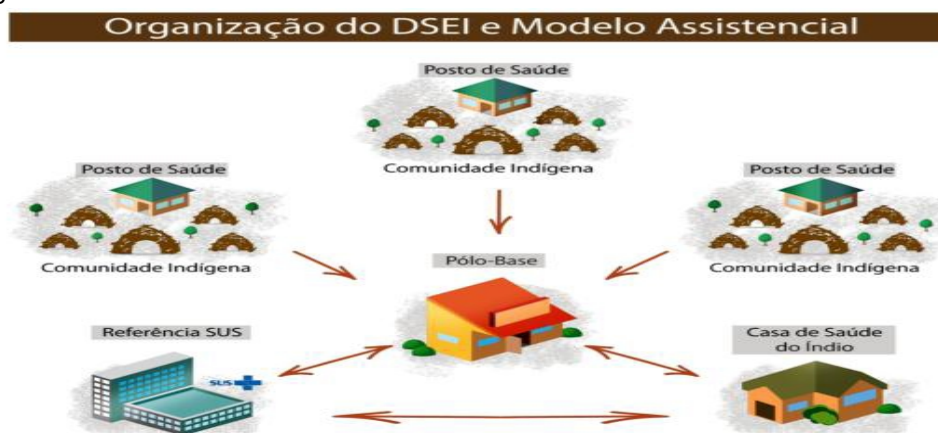 Organização do DSEI e Modelo Assistencial
Posto de Saúde
Comunidade Indígena
Posto de Saúde
Comunidade Indígena
Posto de Saúde
Comunidade Indígena
Pólo-Base
Referência SUS
SUS
Casa de Saúde
do Índio